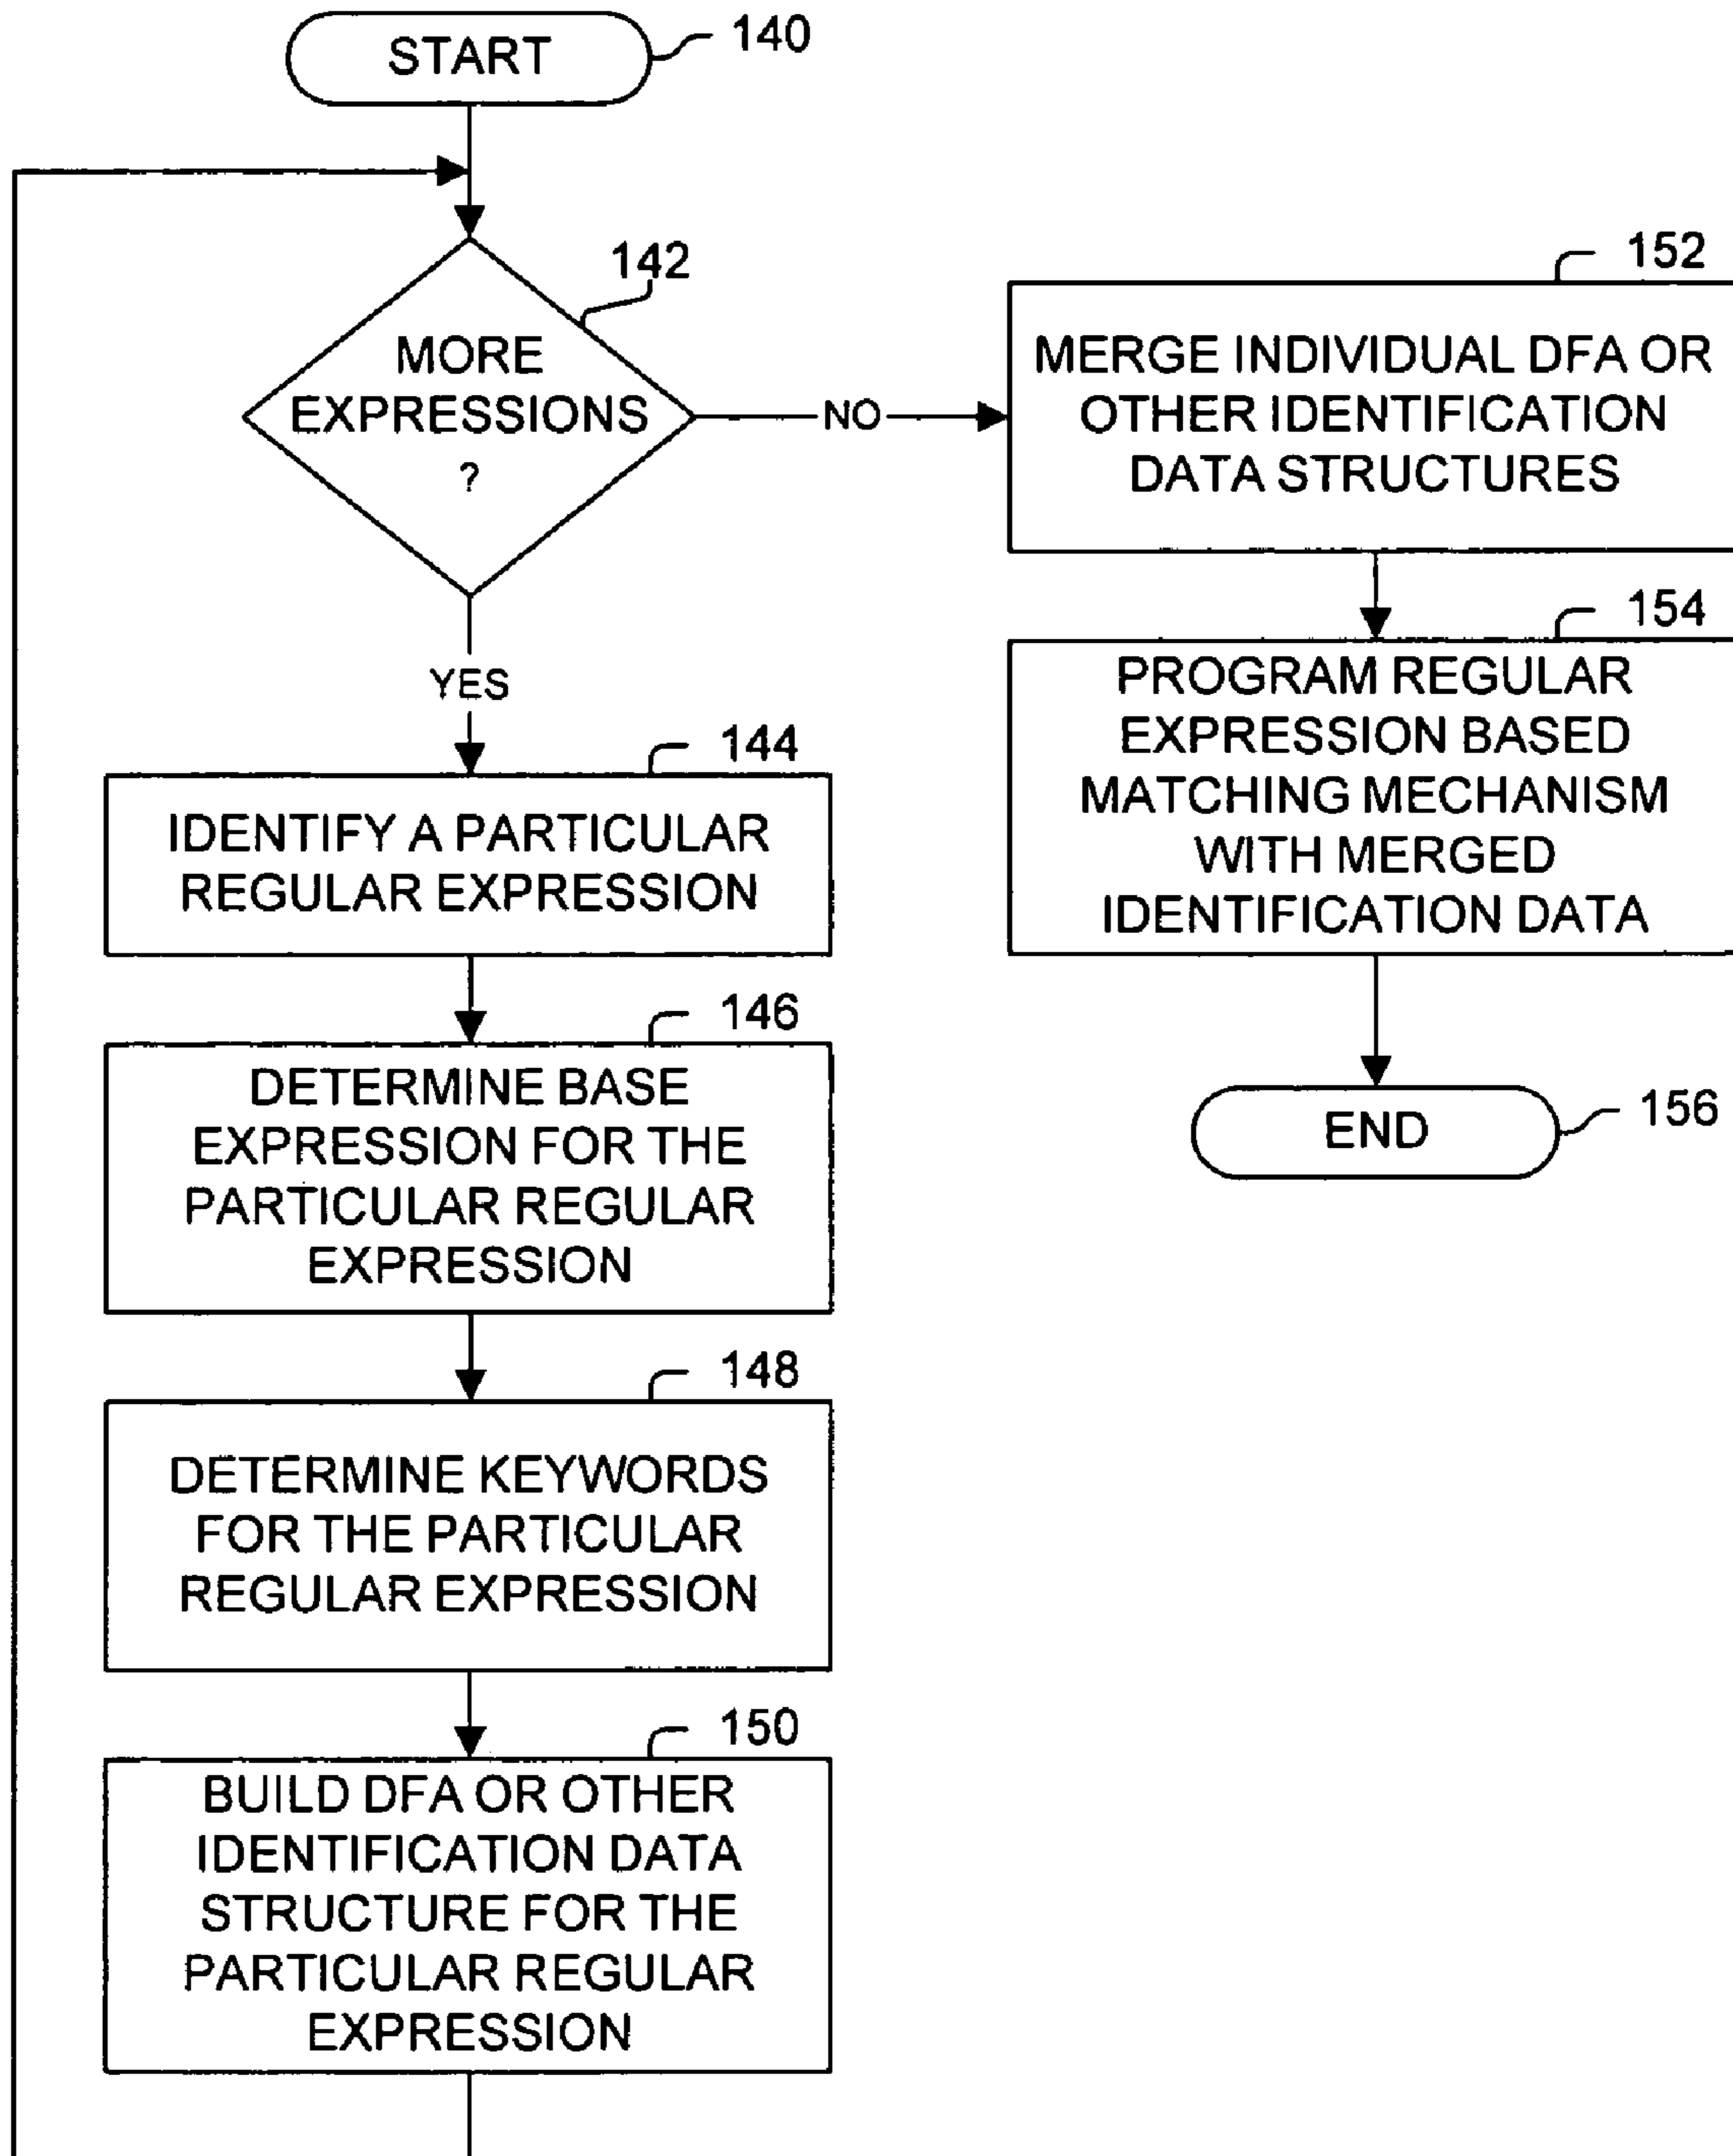 START
140
142
MORE
EXPRESSIONS
?
NO
YES
144
IDENTIFY A PARTICULAR
REGULAR EXPRESSION
146
DETERMINE BASE
EXPRESSION FOR THE
PARTICULAR REGULAR
EXPRESSION
148
DETERMINE KEYWORDS
FOR THE PARTICULAR
REGULAR EXPRESSION
150
BUILD DFA OR OTHER
IDENTIFICATION DATA
STRUCTURE FOR THE
PARTICULAR REGULAR
EXPRESSION
152
MERGE INDIVIDUAL DFA OR
OTHER IDENTIFICATION
DATA STRUCTURES
154
PROGRAM REGULAR
EXPRESSION BASED
MATCHING MECHANISM
WITH MERGED
IDENTIFICATION DATA
END
156